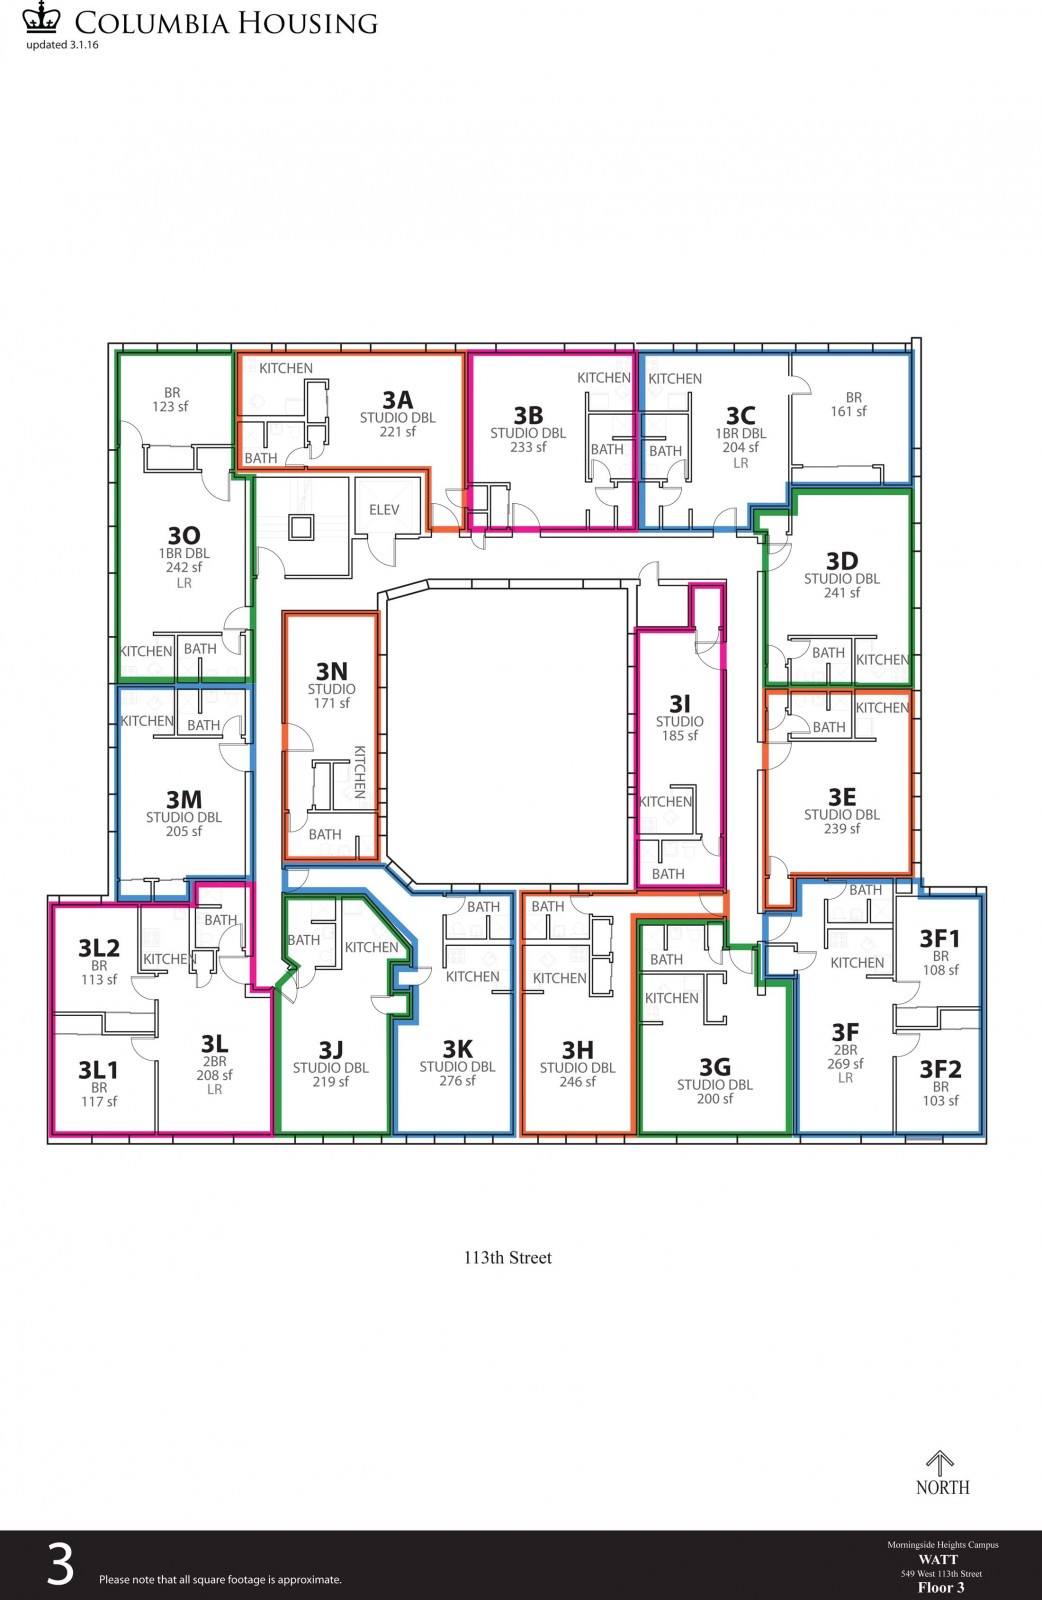 COLUMBIA HOUSING
updated 3.1.16
BR
123 sf
KITCHEN
3A
STUDIO DBL
221 sf
BATH
3B
STUDIO DBL
233 sf
KITCHEN
BATH
KITCHEN
3C
1BR DBL
204 sf
LR
BATH
BR
161 sf
ELEV
3O
1BR DBL
242 sf
LR
KITCHEN
BATH
3D
STUDIO DBL
241 sf
BATH
KITCHEN
3N
STUDIO
171 sf
KITCHEN
BATH
3I
STUDIO
185 sf
KITCHEN
BATH
KITCHEN
BATH
3M
STUDIO DBL
205 sf
KITCHEN
BATH
3E
STUDIO DBL
239 sf
3L2
BR
113 sf
BATH
KITCHEN
3L1
BR
117 sf
3L
2BR
208 sf
LR
BATH
KITCHEN
3J
STUDIO DBL
219 sf
BATH
KITCHEN
3K
STUDIO DBL
276 sf
BATH
KITCHEN
3H
STUDIO DBL
246 sf
BATH
KITCHEN
3G
STUDIO DBL
200 sf
BATH
KITCHEN
3F
2BR
269 sf
LR
3F1
BR
108 sf
3F2
BR
103 sf
113th Street
NORTH
3
Please note that all square footage is approximate.
Morningside Heights Campus
WATT
549 West 113th Street
Floor 3